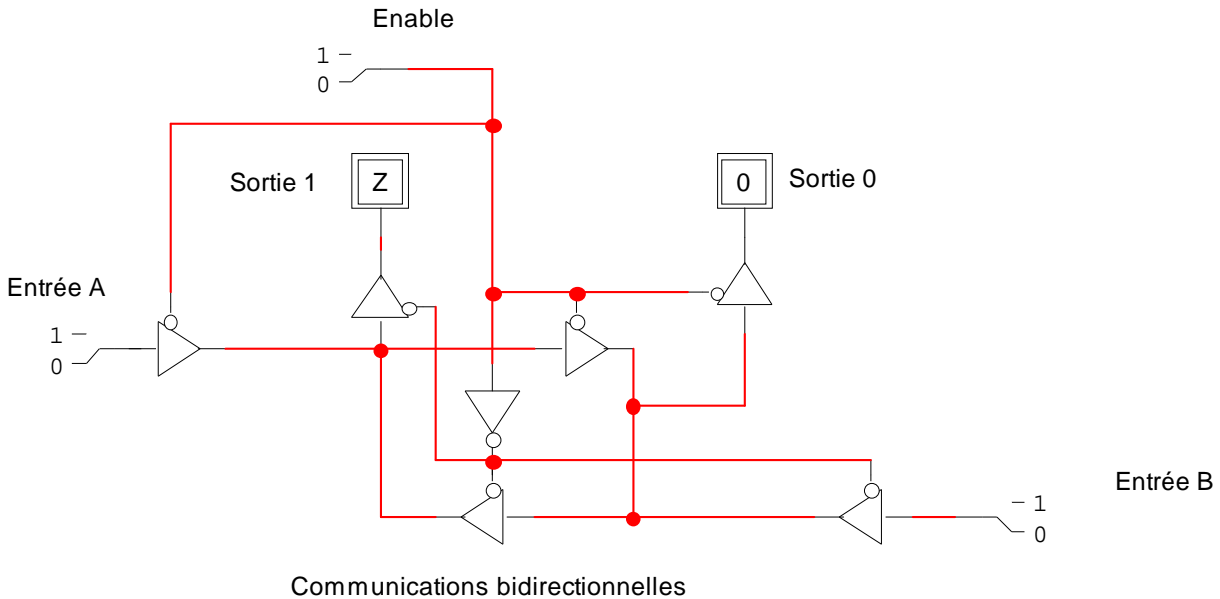 Enable
1
0
Sortie 1
Z
0
Sortie 0
Entrée A
1
0
Entrée B
1
0
Communications bidirectionnelles